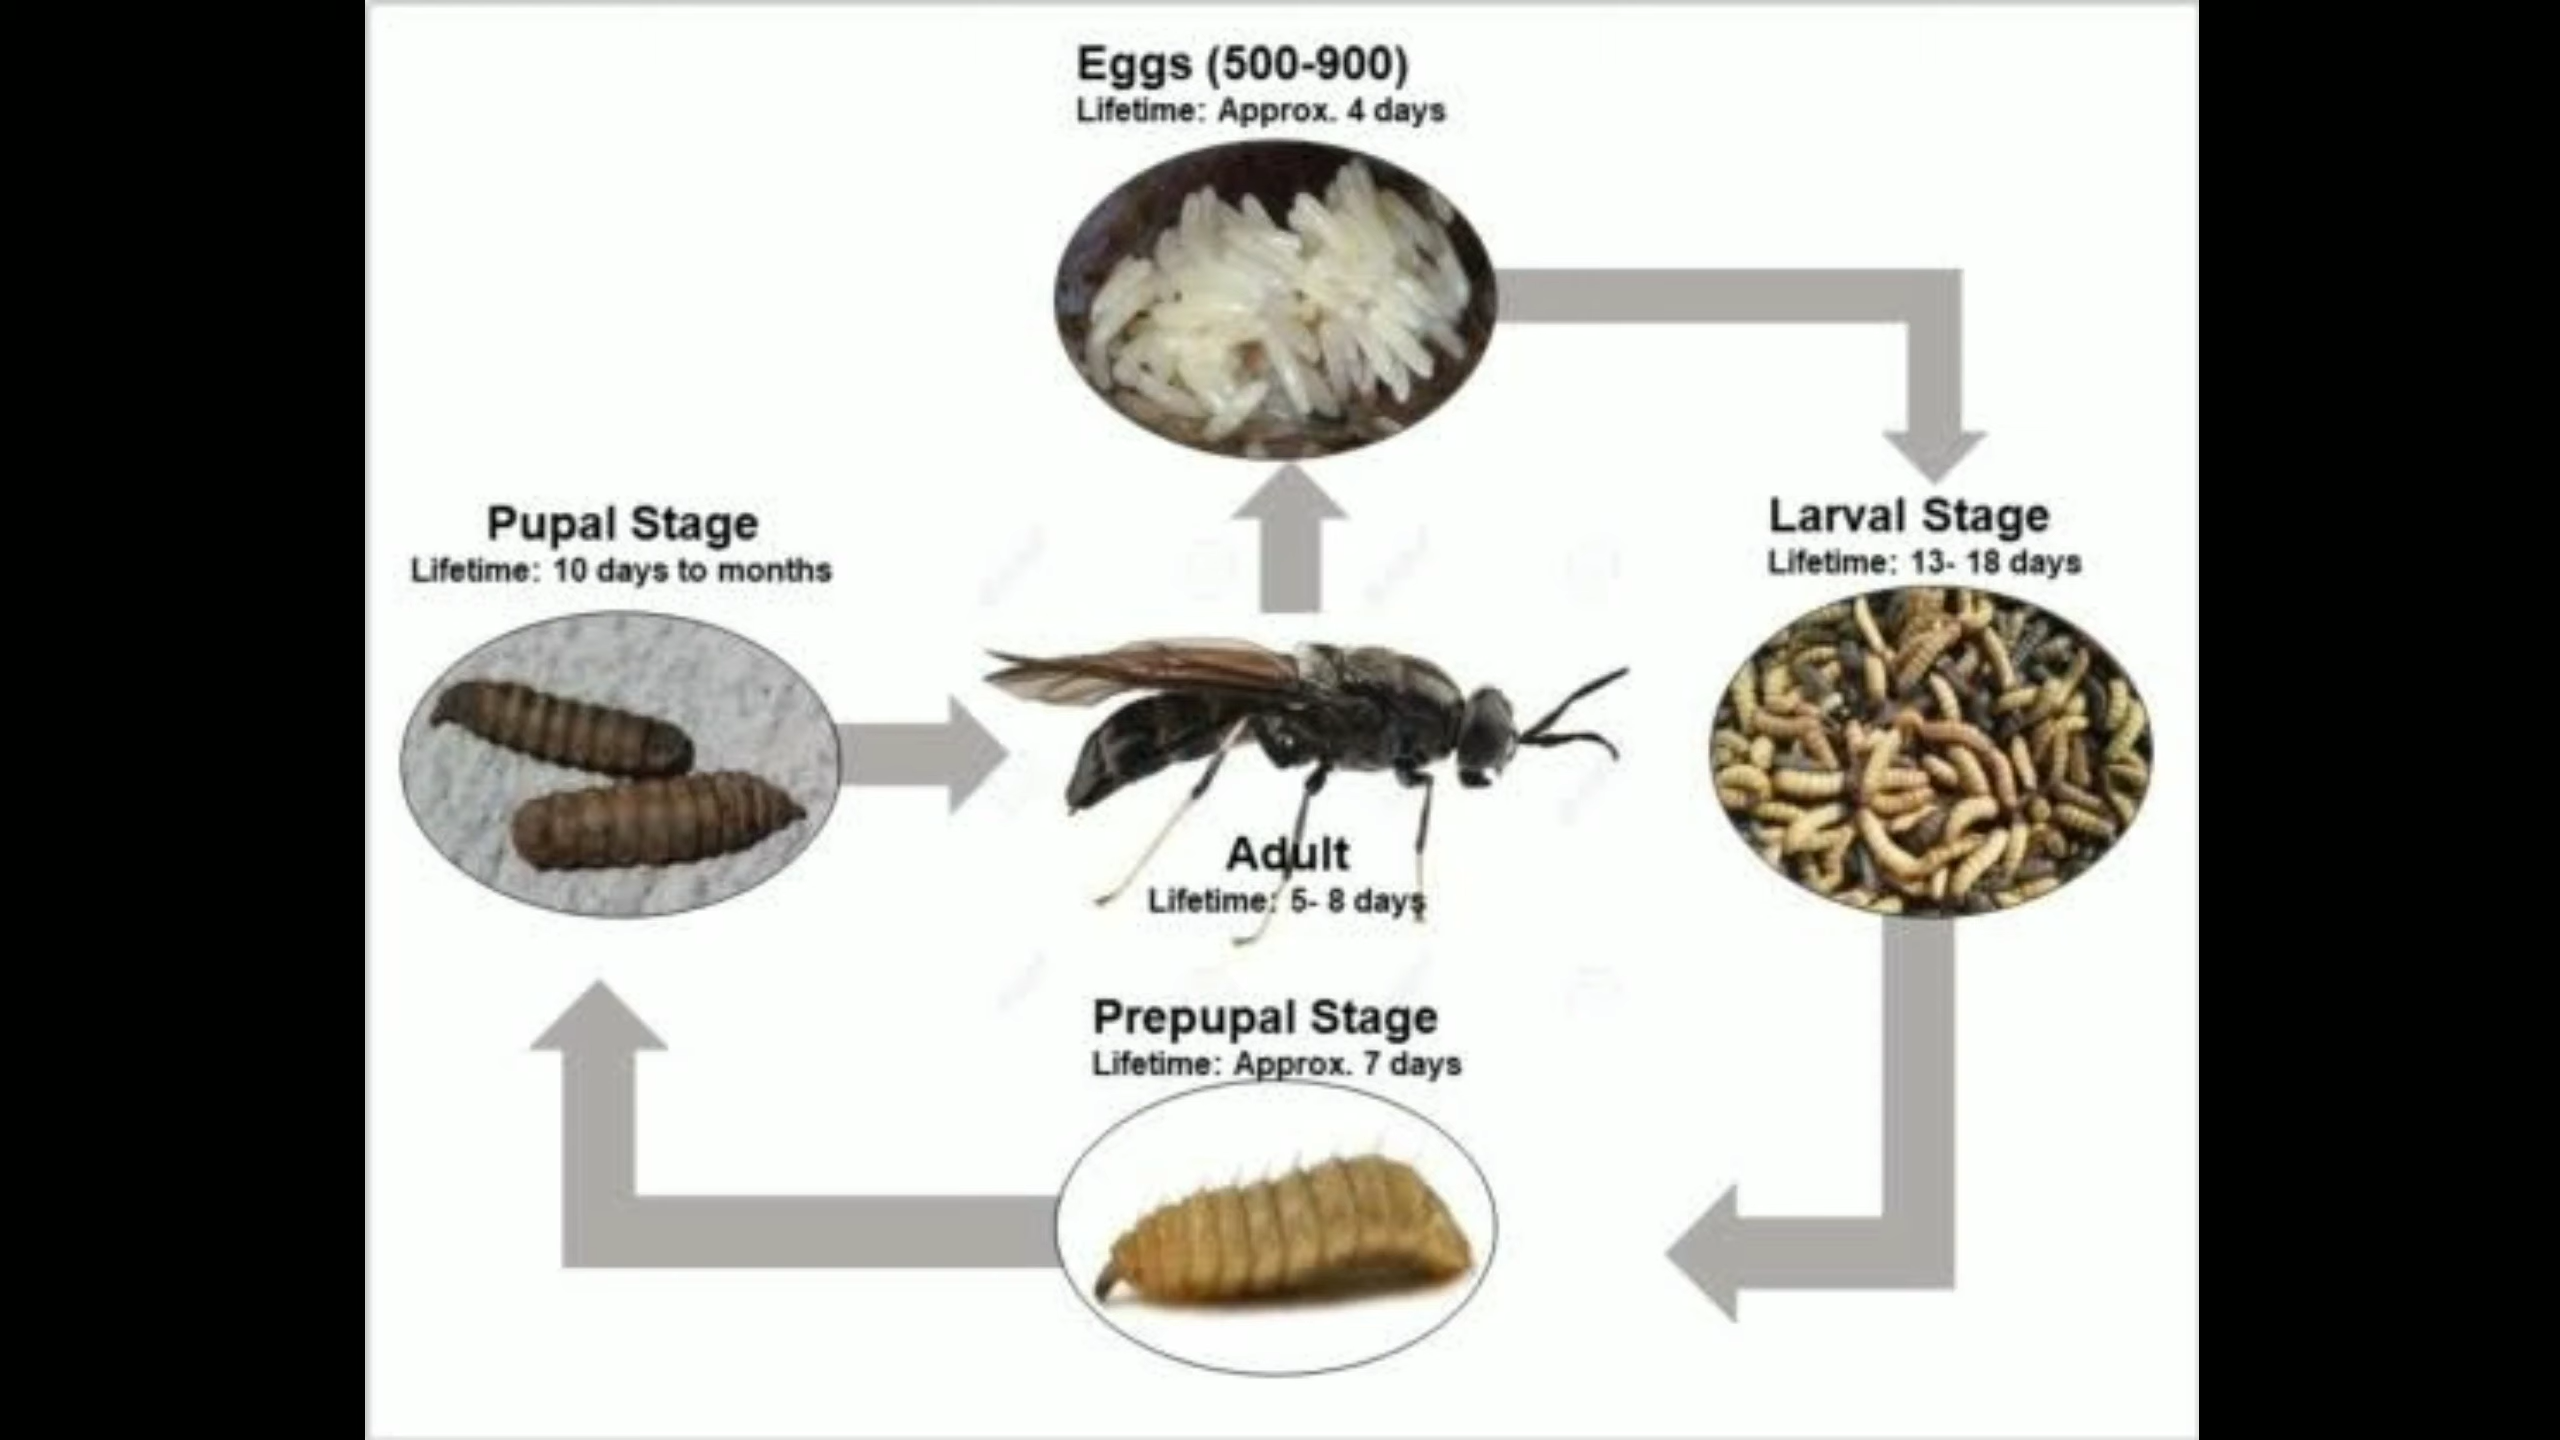 Eggs (500-900)
Lifetime: Approx. 4 days
Pupal Stage
Lifetime: 10 days to months
Larval Stage
Lifetime: 13- 18 days
Adult
Lifetime: 5- 8 days
Prepupal Stage
Lifetime: Approx. 7 days